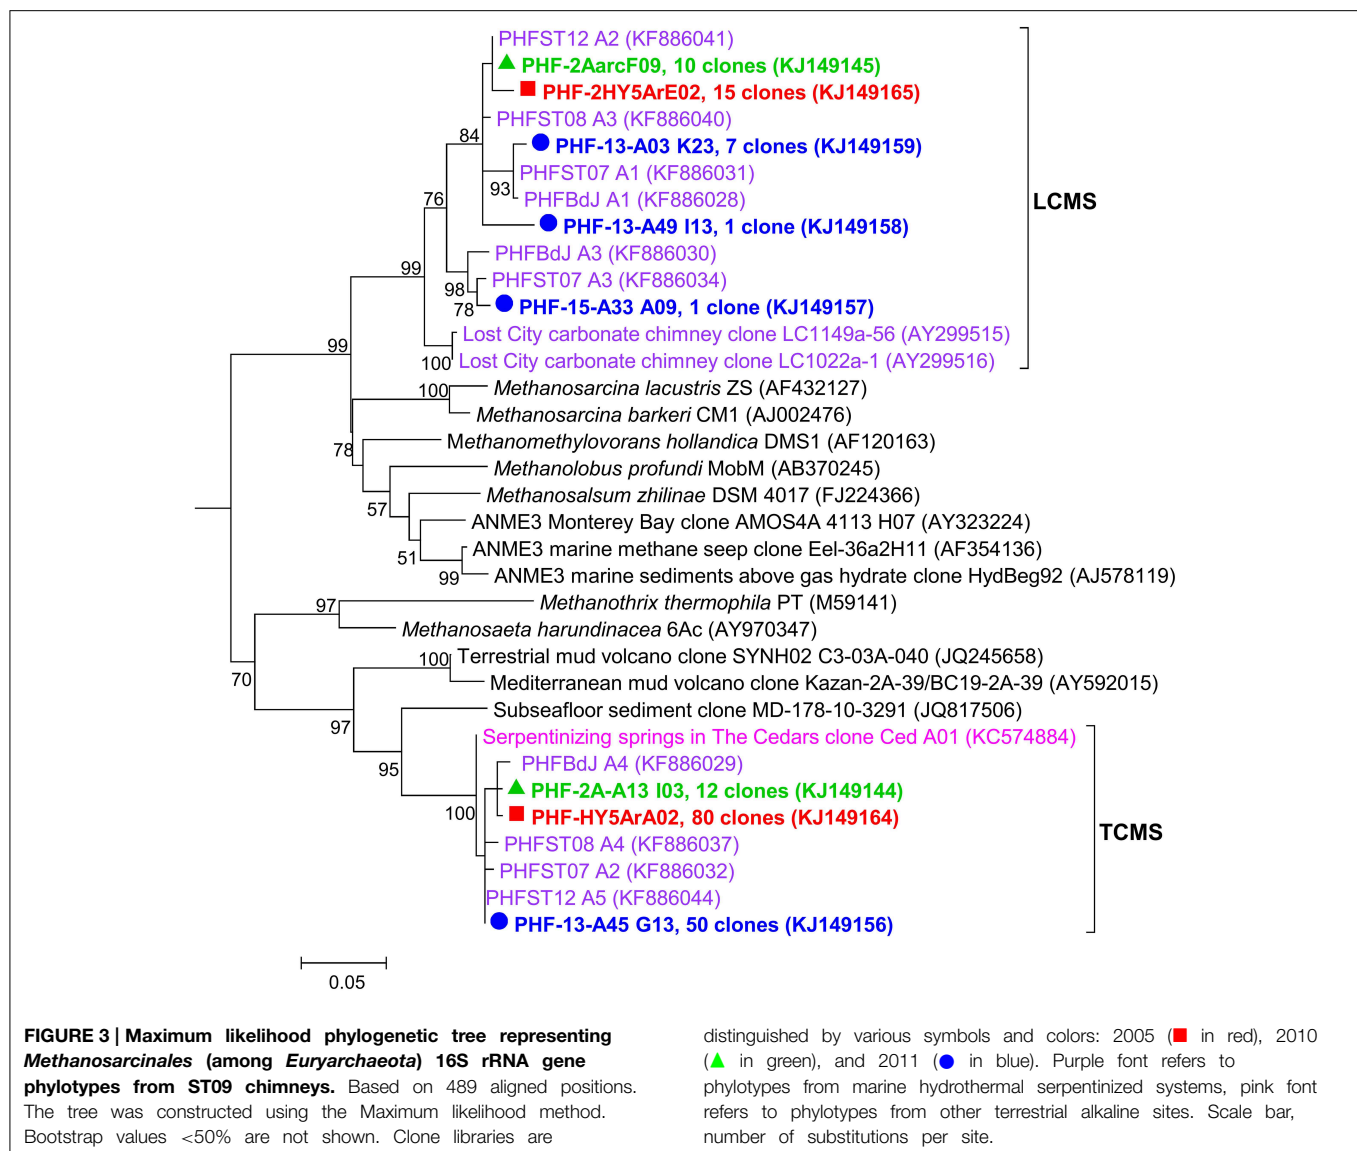 PHFST12 A2 (KF886041)
PHF-2AarcF09, 10 clones (KJ149145)
PHF-2HY5ArE02, 15 clones (KJ149165)
PHFST08 A3 (KF886040)
84
PHF-13-A03 K23, 7 clones (KJ149159)
PHFST07 A1 (KF886031)
93
PHFBdJ A1 (KF886028)
LCMS
76
PHF-13-A49 I13, 1 clone (KJ149158)
PHFBdJ A3 (KF886030)
99
PHFST07 A3 (KF886034)
98
78
PHF-15-A33 A09, 1 clone (KJ149157)
Lost City carbonate chimney clone LC1149a-56 (AY299515)
99
100
Lost City carbonate chimney clone LC1022a-1 (AY299516)
100
Methanosarcina lacustris ZS (AF432127)
Methanosarcina barkeri CM1 (AJ002476)
78
Methanomethylovorans hollandica DMS1 (AF120163)
Methanolobus profundi MobM (AB370245)
Methanosalsum zhilinae DSM 4017 (FJ224366)
57
ANME3 Monterey Bay clone AMOS4A 4113 H07 (AY323224)
51
ANME3 marine methane seep clone Eel-36a2H11 (AF354136)
99
ANME3 marine sediments above gas hydrate clone HydBeg92 (AJ578119)
97
Methanothrix thermophila PT (M59141)
Methanosaeta harundinacea 6Ac (AY970347)
100
Terrestrial mud volcano clone SYNH02 C3-03A-040 (JQ245658)
70
Mediterranean mud volcano clone Kazan-2A-39/BC19-2A-39 (AY592015)
97
Subseafloor sediment clone MD-178-10-3291 (JQ817506)
Serpentinizing springs in The Cedars clone Ced A01 (KC574884)
95
PHFBdJ A4 (KF886029)
PHF-2A-A13 I03, 12 clones (KJ149144)
100
PHF-HY5ArA02, 80 clones (KJ149164)
TCMS
PHFST08 A4 (KF886037)
PHFST07 A2 (KF886032)
PHFST12 A5 (KF886044)
PHF-13-A45 G13, 50 clones (KJ149156)
0.05
FIGURE 3 | Maximum likelihood phylogenetic tree representing
Methanosarcinales (among Euryarchaeota) 16S rRNA gene
phylotypes from ST09 chimneys. Based on 489 aligned positions.
The tree was constructed using the Maximum likelihood method.
Bootstrap values <50% are not shown. Clone libraries are
distinguished by various symbols and colors: 2005 (■ in red), 2010
(▲ in green), and 2011 (● in blue). Purple font refers to
phylotypes from marine hydrothermal serpentinized systems, pink font
refers to phylotypes from other terrestrial alkaline sites. Scale bar,
number of substitutions per site.